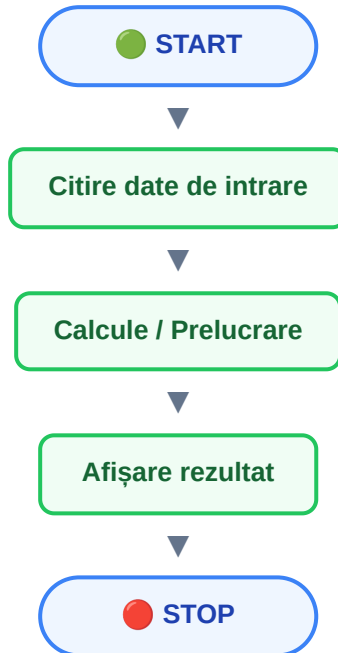 START
Citire date de intrare
Calcule / Prelucrare
Afișare rezultat
STOP